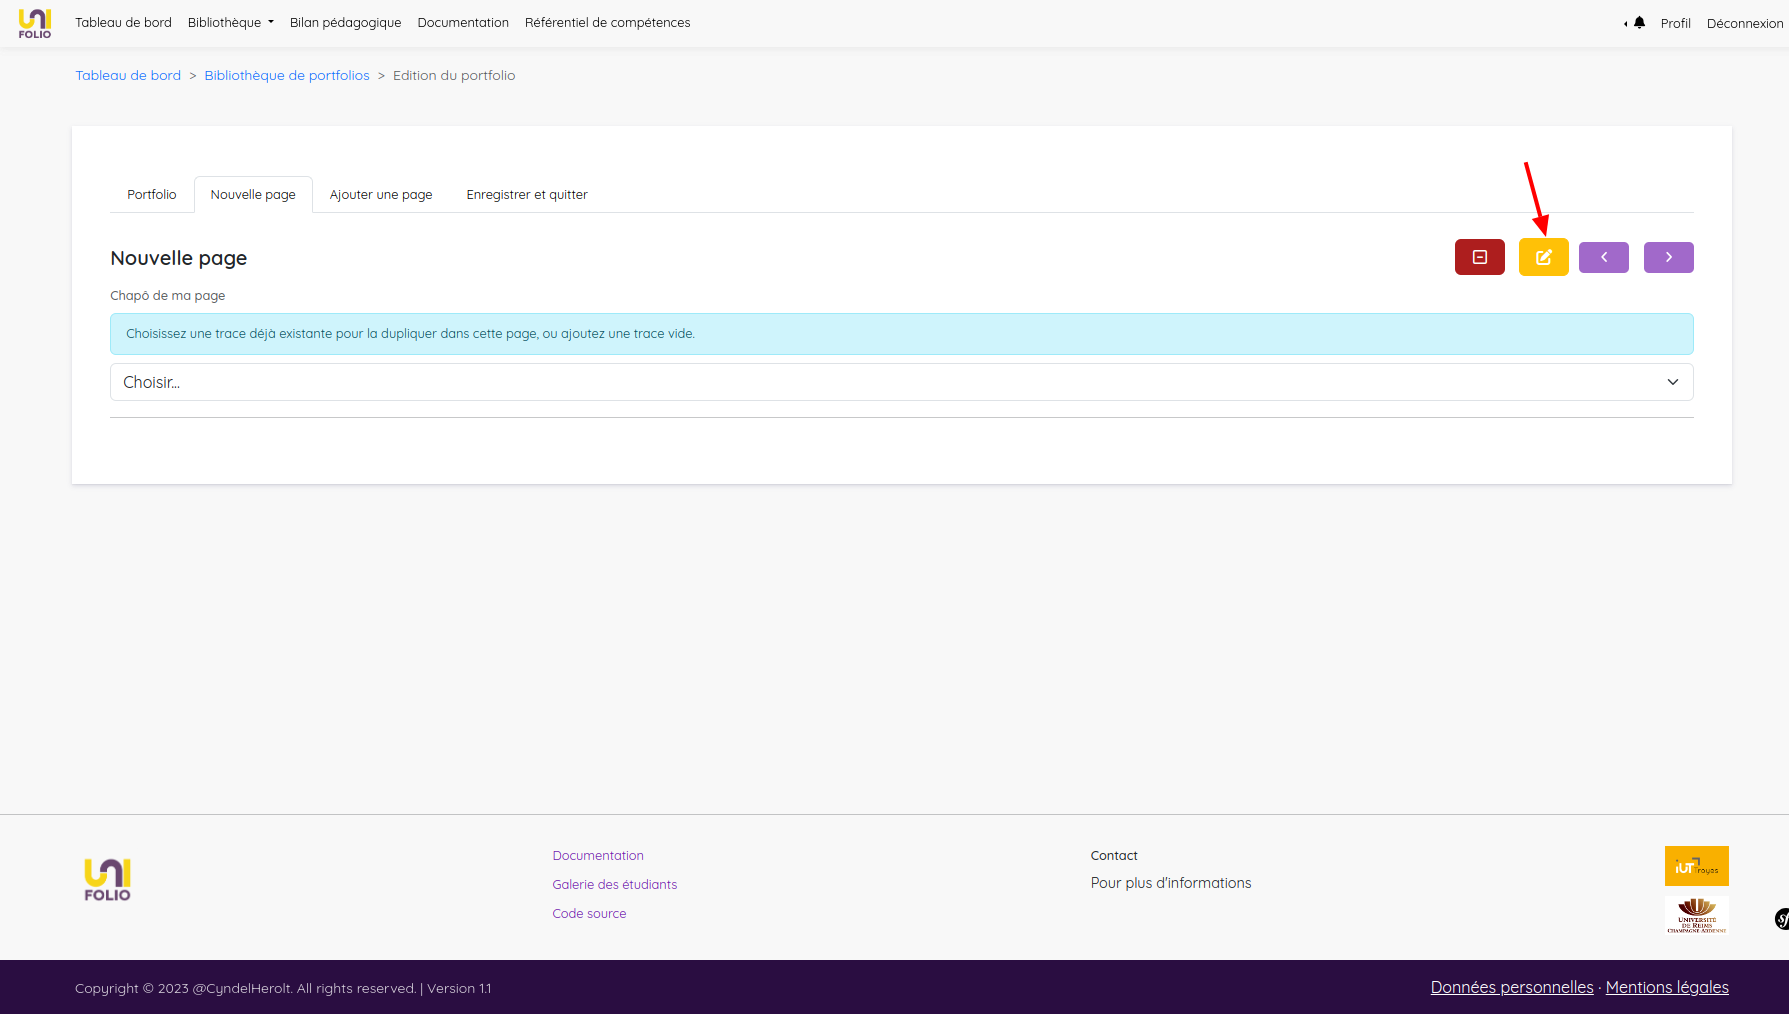 UNI
FOLIO
Tableau de bord
Bibliothèque
Bilan pédagogique
Documentation
Référentiel de compétences
Profil
Déconnexion
Tableau de bord > Bibliothèque de portfolios > Edition du portfolio
Portfolio
Nouvelle page
Ajouter une page
Enregistrer et quitter
Nouvelle page
Chapô de ma page
Choisissez une trace déjà existante pour la dupliquer dans cette page, ou ajoutez une trace vide.
Choisir...
UNI
FOLIO
Documentation
Galerie des étudiants
Code source
Contact
Pour plus d'informations
iUT Troyes
UNIVERSITÉ
DE REIMS
CHAMPAGNE ARDENNE
sf
Copyright © 2023 @CyndelHerolt. All rights reserved. | Version 1.1
Données personnelles · Mentions légales